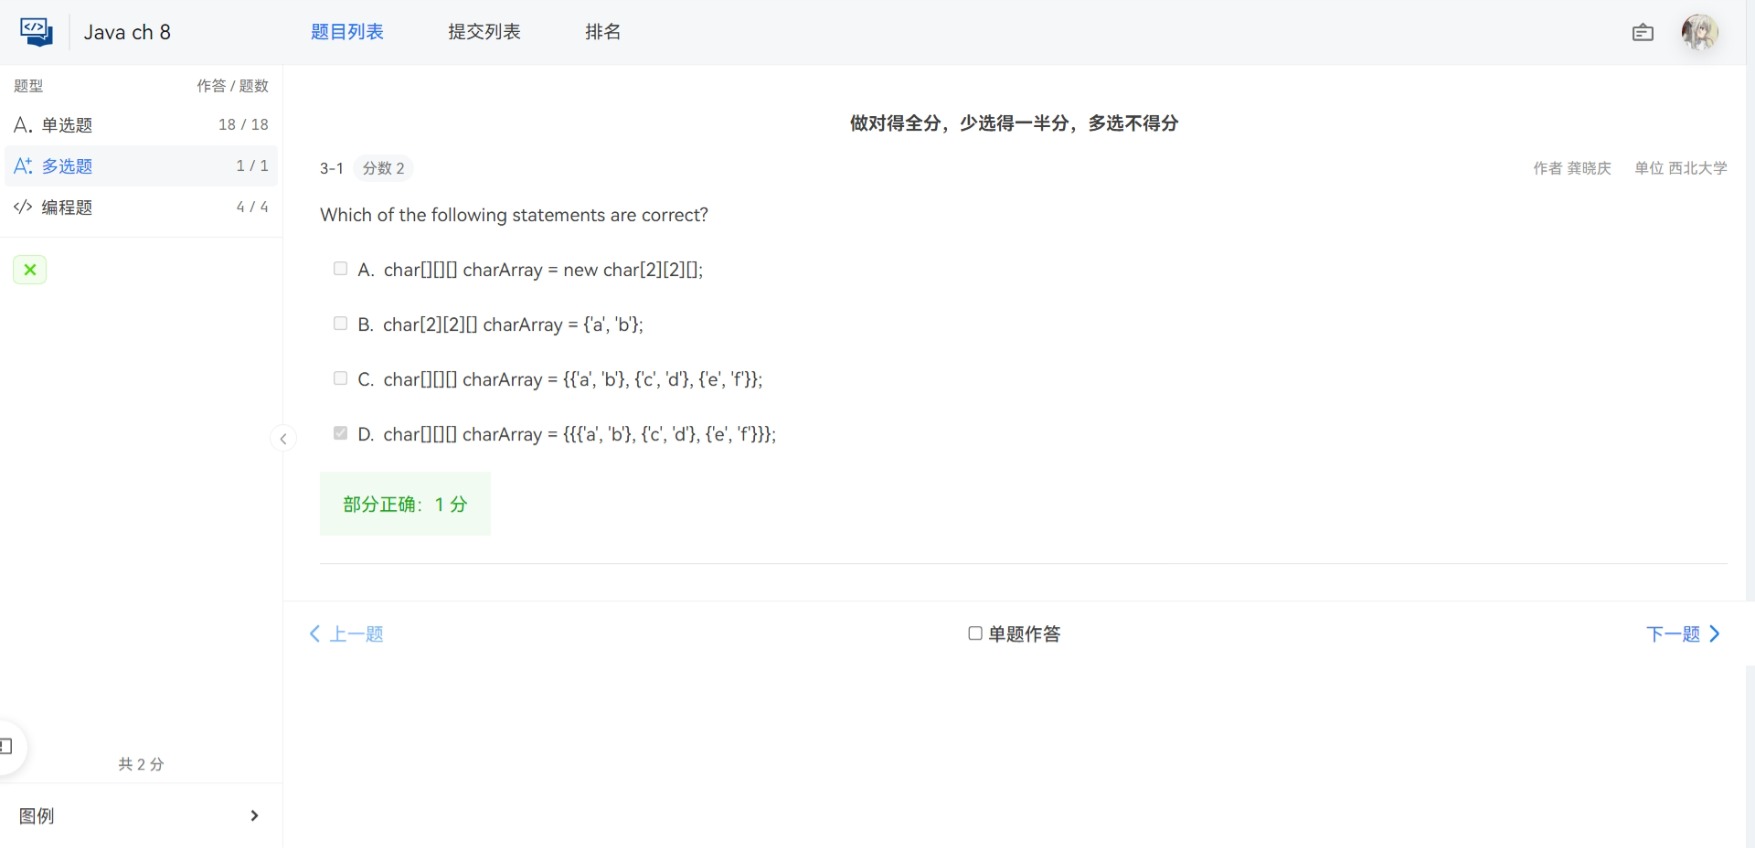 Java ch 8
题目列表
提交列表
排名
题型 作答 / 题数
A. 单选题 18 / 18
A. 多选题 1 / 1
</> 编程题 4 / 4
做对得全分，少选得一半分，多选不得分
3-1 分数 2
作者 龚晓庆 单位 西北大学
Which of the following statements are correct?
A. char[][][] charArray = new char[2][2][];
B. char[2][2][] charArray = {'a', 'b'};
C. char[][][] charArray = {{'a', 'b'}, {'c', 'd'}, {'e', 'f'}};
D. char[][][] charArray = {{{'a', 'b'}, {'c', 'd'}, {'e', 'f'}}};
部分正确：1 分
上一题
单题作答
下一题
共 2 分
图例